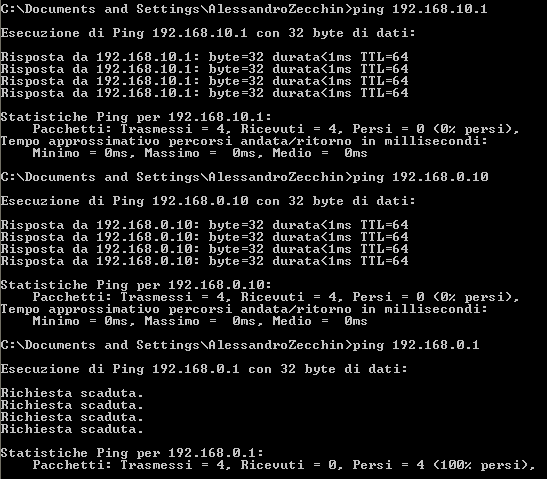 C:\Documents and Settings\AlessandroZecchin>ping 192.168.10.1
Esecuzione di Ping 192.168.10.1 con 32 byte di dati:
Risposta da 192.168.10.1: byte=32 durata<1ms TTL=64
Risposta da 192.168.10.1: byte=32 durata<1ms TTL=64
Risposta da 192.168.10.1: byte=32 durata<1ms TTL=64
Risposta da 192.168.10.1: byte=32 durata<1ms TTL=64
Statistiche Ping per 192.168.10.1:
Pacchetti: Trasmessi = 4, Ricevuti = 4, Persi = 0 (0% persi),
Tempo approssimativo percorsi andata/ritorno in millisecondi:
Minimo = 0ms, Massimo =  0ms, Medio =  0ms
C:\Documents and Settings\AlessandroZecchin>ping 192.168.0.10
Esecuzione di Ping 192.168.0.10 con 32 byte di dati:
Risposta da 192.168.0.10: byte=32 durata<1ms TTL=64
Risposta da 192.168.0.10: byte=32 durata<1ms TTL=64
Risposta da 192.168.0.10: byte=32 durata<1ms TTL=64
Risposta da 192.168.0.10: byte=32 durata<1ms TTL=64
Statistiche Ping per 192.168.0.10:
Pacchetti: Trasmessi = 4, Ricevuti = 4, Persi = 0 (0% persi),
Tempo approssimativo percorsi andata/ritorno in millisecondi:
Minimo = 0ms, Massimo =  0ms, Medio =  0ms
C:\Documents and Settings\AlessandroZecchin>ping 192.168.0.1
Esecuzione di Ping 192.168.0.1 con 32 byte di dati:
Richiesta scaduta.
Richiesta scaduta.
Richiesta scaduta.
Richiesta scaduta.
Statistiche Ping per 192.168.0.1:
Pacchetti: Trasmessi = 4, Ricevuti = 0, Persi = 4 (100% persi),